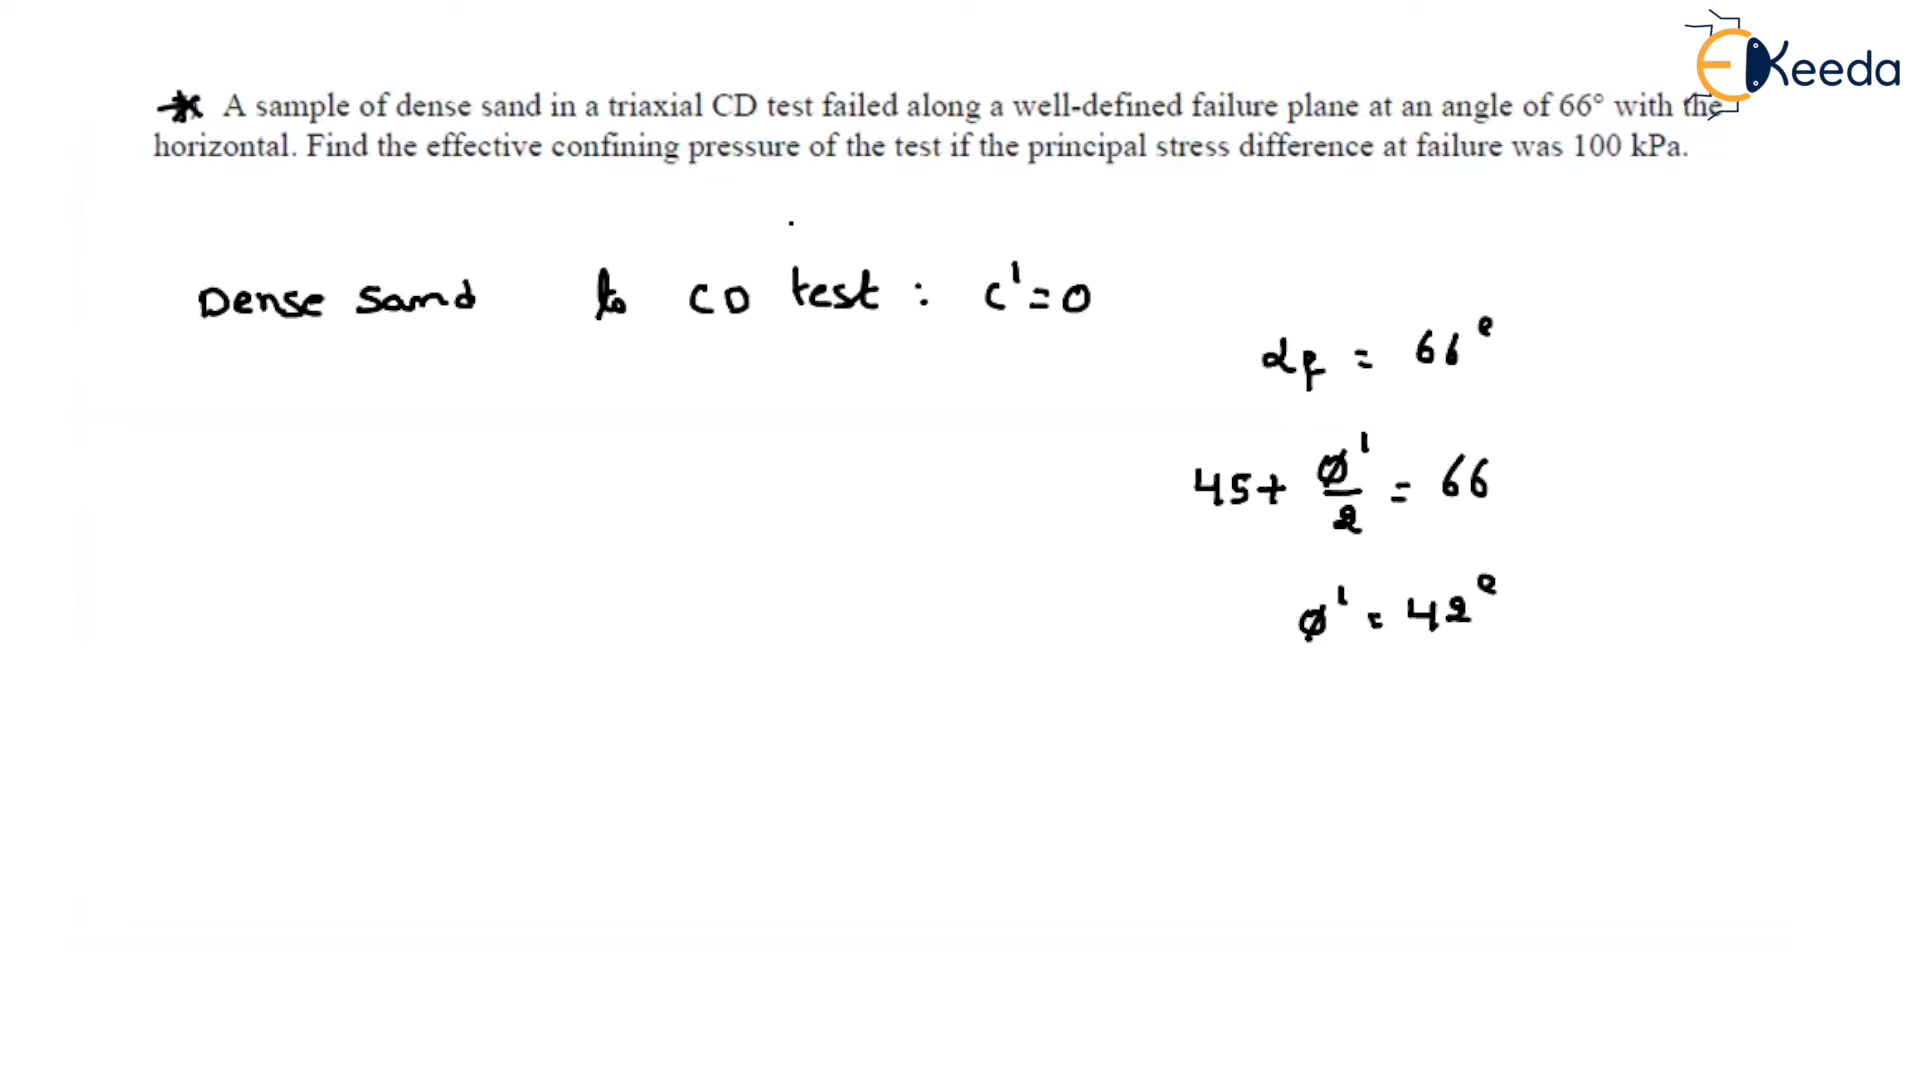 EKeeda
A sample of dense sand in a triaxial CD test failed along a well-defined failure plane at an angle of 66° with the
horizontal. Find the effective confining pressure of the test if the principal stress difference at failure was 100 kPa.
Dense sand & CD test : c' = 0
αf = 66°
45 + ø'/2 = 66
ø' = 42°